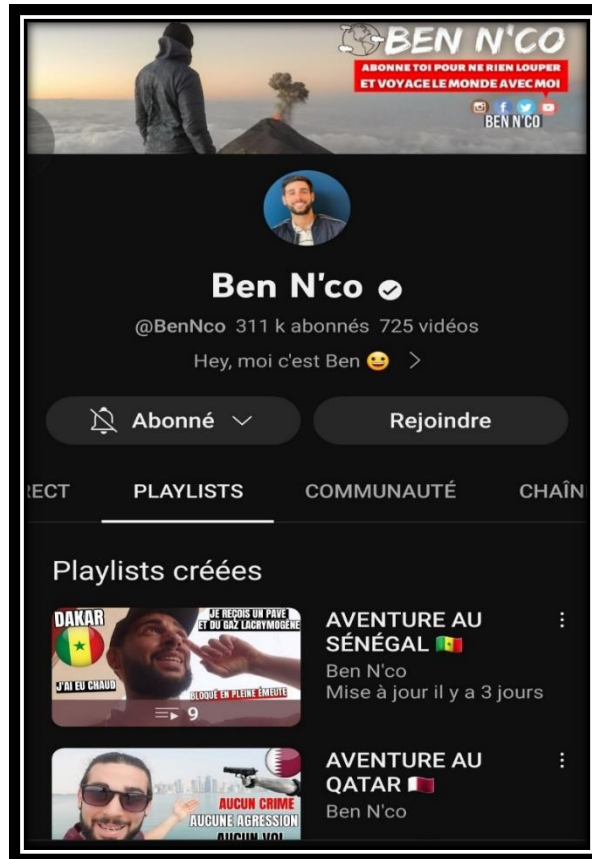 BEN N'CO
ABONNE TOI POUR NE RIEN LOUPER
ET VOYAGE LE MONDE AVEC MOI
BEN N'CO
Ben N'co
@BenNco 311 k abonnés 725 vidéos
Hey, moi c'est Ben 😀 >
Abonné
Rejoindre
RECT PLAYLISTS COMMUNAUTÉ CHAÎN
Playlists créées
DAKAR
JE REÇOIS UN PAVÉ
ET DU GAZ LACRYMOGÈNE
J'AI EU CHAUD
BLOQUÉ EN PLEINE ÉMEUTE
9
AVENTURE AU
SÉNÉGAL 🇸🇳
Ben N'co
Mise à jour il y a 3 jours
AUCUN CRIME
AUCUNE AGRESSION
AUCUN VOL
AVENTURE AU
QATAR 🇶🇦
Ben N'co